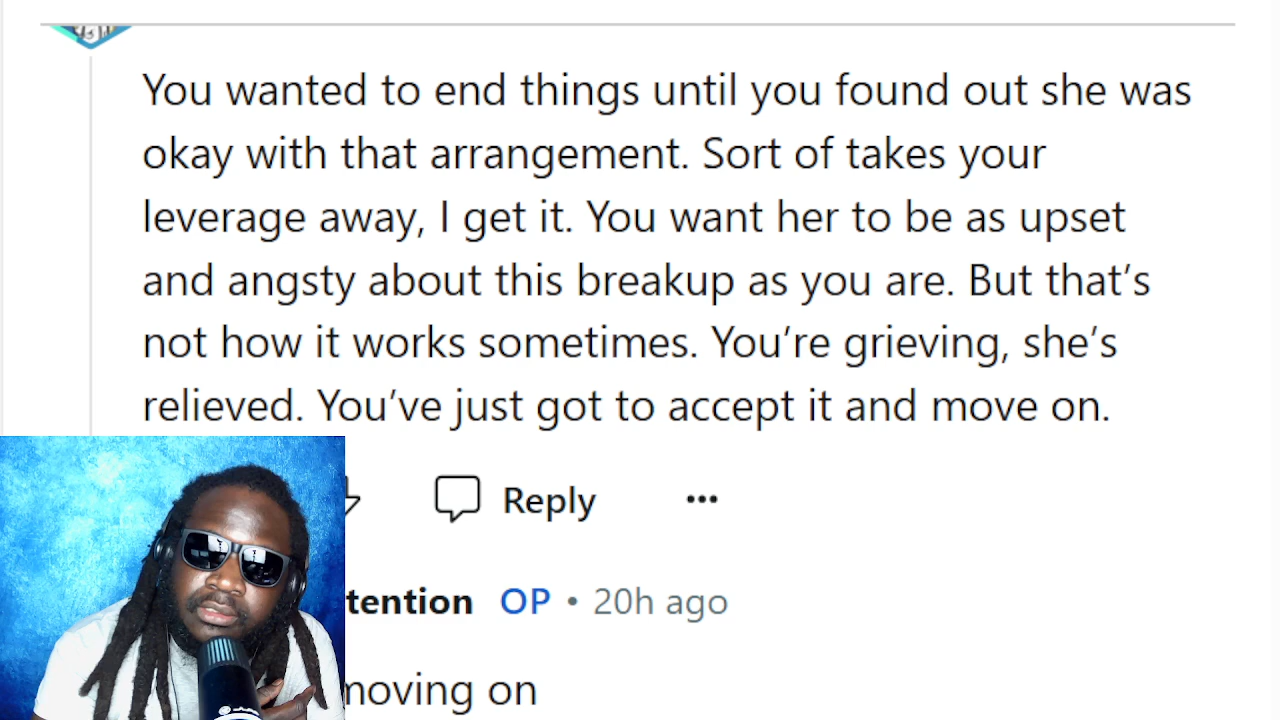 You wanted to end things until you found out she was
okay with that arrangement. Sort of takes your
leverage away, I get it. You want her to be as upset
and angsty about this breakup as you are. But that’s
not how it works sometimes. You’re grieving, she’s
relieved. You’ve just got to accept it and move on.
Reply
tention OP • 20h ago
moving on